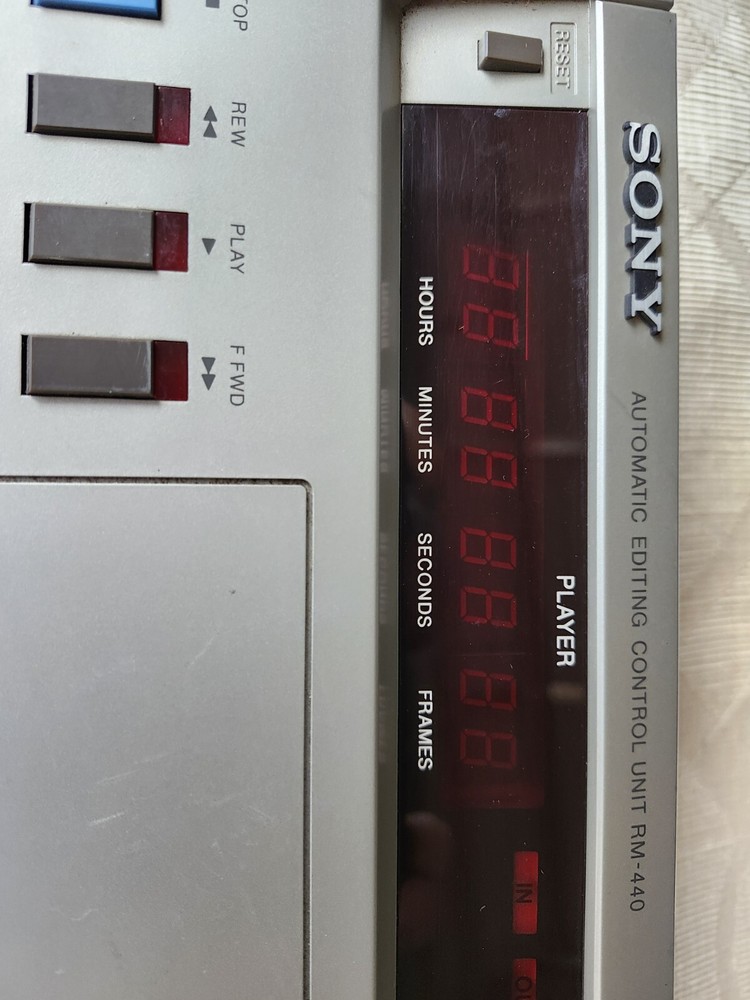 SONY
AUTOMATIC EDITING CONTROL UNIT RM-440
RESET
PLAYER
IN
88 88 88 88
HOURS MINUTES SECONDS FRAMES
REW
PLAY
F FWD